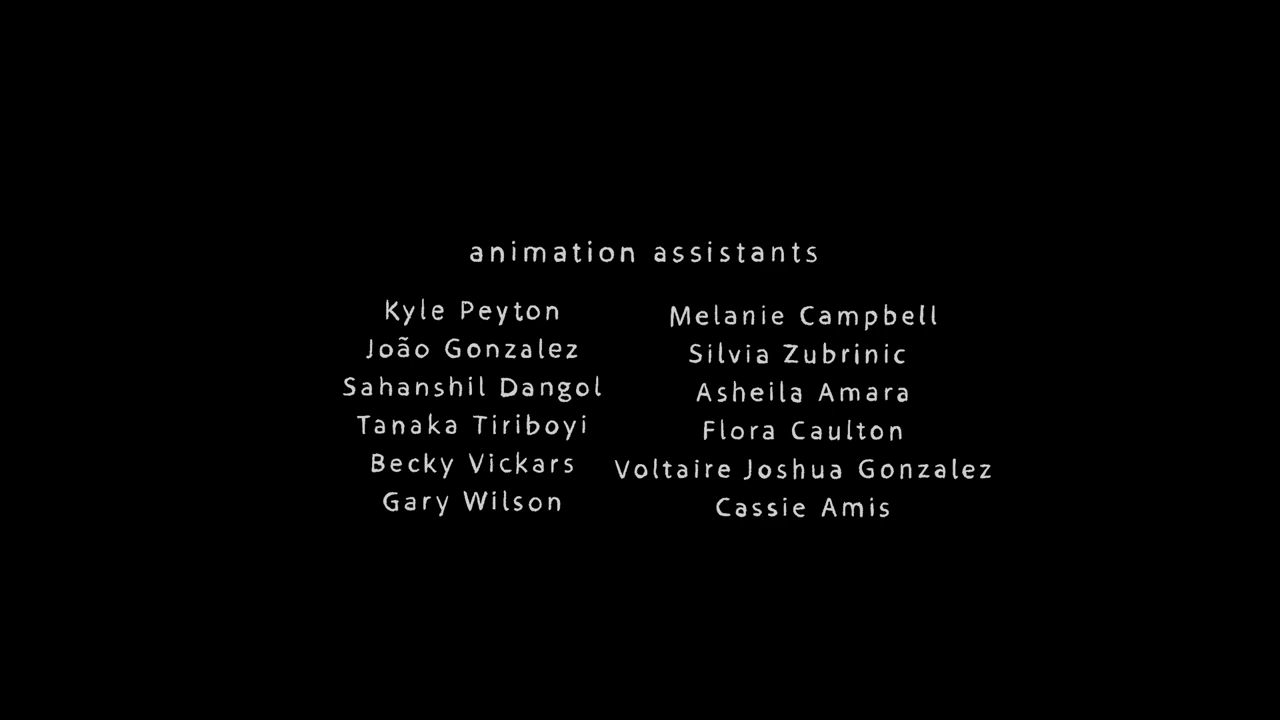 animation assistants
Kyle Peyton
João Gonzalez
Sahanshil Dangol
Tanaka Tiriboyi
Becky Vickars
Gary Wilson
Melanie Campbell
Silvia Zubrinic
Asheila Amara
Flora Caulton
Voltaire Joshua Gonzalez
Cassie Amis